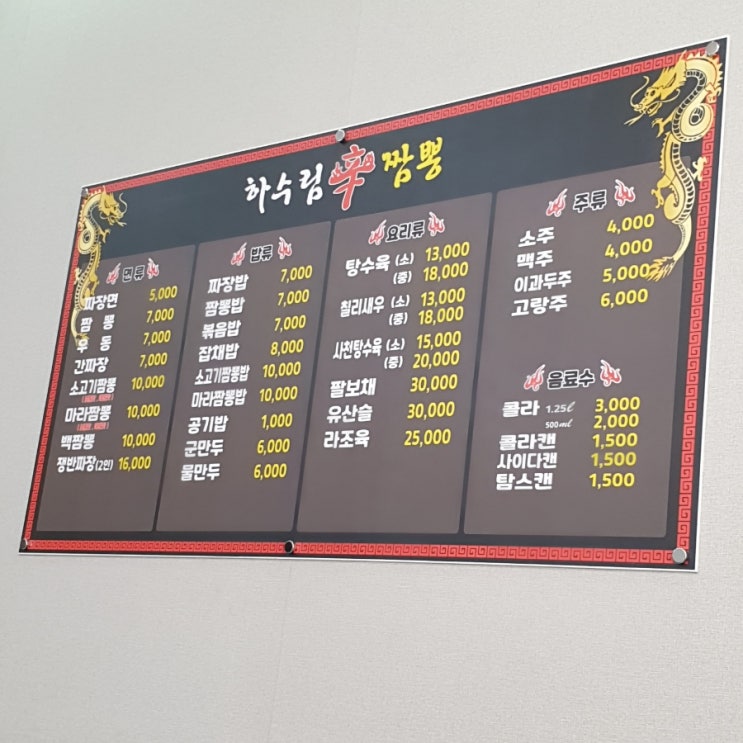 하수림 辛 짬뽕
면류
짜장면 5,000
짬뽕 7,000
우동 7,000
간짜장 7,000
소고기짬뽕 10,000
마라짬뽕 10,000
백짬뽕 10,000
쟁반짜장(2인) 16,000
밥류
짜장밥 7,000
짬뽕밥 7,000
볶음밥 7,000
잡채밥 8,000
소고기짬뽕밥 10,000
마라짬뽕밥 10,000
공기밥 1,000
군만두 6,000
물만두 6,000
요리류
탕수육 (소) 13,000
(중) 18,000
칠리새우 (소) 13,000
(중) 18,000
사천탕수육 (소) 15,000
(중) 20,000
팔보채 30,000
유산슬 30,000
라조육 25,000
주류
소주 4,000
맥주 4,000
이과두주 5,000
고량주 6,000
음료수
콜라 1.25ℓ 3,000
500㎖ 2,000
콜라캔 1,500
사이다캔 1,500
탐스캔 1,500